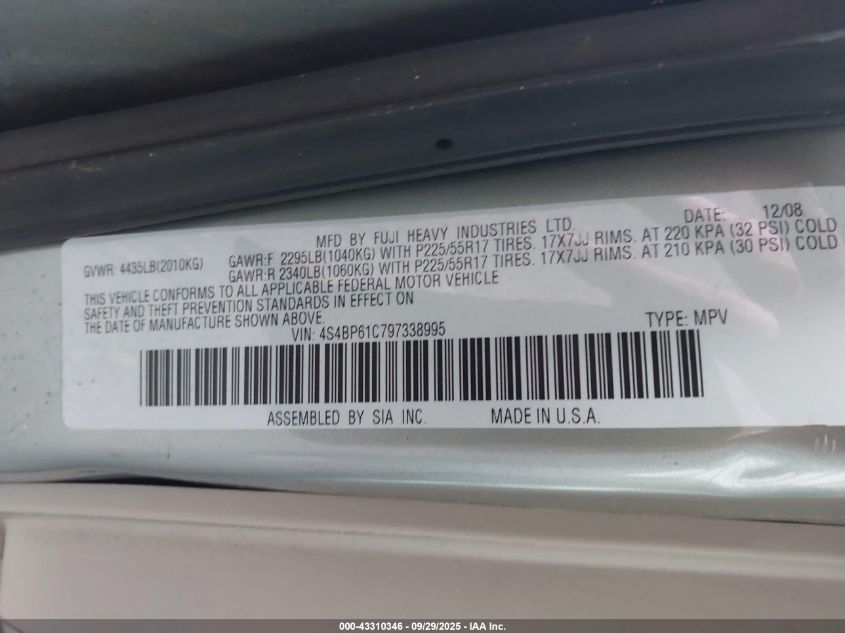 MFD BY FUJI HEAVY INDUSTRIES LTD. DATE: 12/08
GVWR: 4435LB(2010KG) GAWR:F 2295LB(1040KG) WITH P225/55R17 TIRES. 17X7JJ RIMS. AT 220 KPA (32 PSI) COLD
GAWR:R 2340LB(1060KG) WITH P225/55R17 TIRES. 17X7JJ RIMS. AT 210 KPA (30 PSI) COLD
THIS VEHICLE CONFORMS TO ALL APPLICABLE FEDERAL MOTOR VEHICLE
SAFETY AND THEFT PREVENTION STANDARDS IN EFFECT ON
THE DATE OF MANUFACTURE SHOWN ABOVE.
VIN: 4S4BP61C797338995 TYPE: MPV
ASSEMBLED BY SIA INC. MADE IN U.S.A.
000-43310346 - 09/29/2025 - IAA Inc.